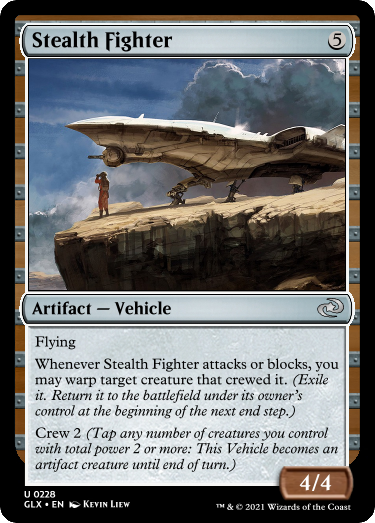 Stealth Fighter 5
Artifact — Vehicle
Flying
Whenever Stealth Fighter attacks or blocks, you
may warp target creature that crewed it. (Exile
it. Return it to the battlefield under its owner's
control at the beginning of the next end step.)
Crew 2 (Tap any number of creatures you control
with total power 2 or more: This Vehicle becomes an
artifact creature until end of turn.)
4/4
U 0228
GLX • EN Kevin Liew
™ & © 2021 Wizards of the Coast